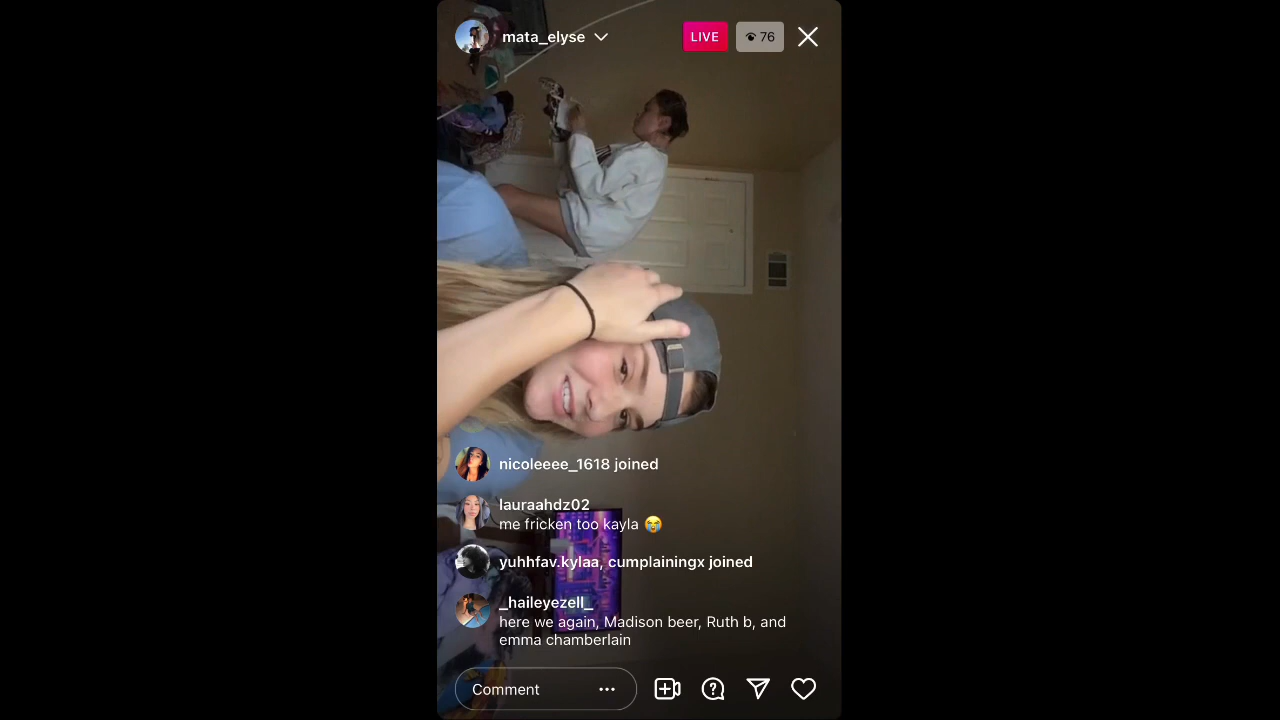 mata_elyse
LIVE
76
nicoleeee_1618 joined
lauraahdz02
me fricken too kayla 😭
yuhhfav.kylaa, cumplainingx joined
_haileyezell_
here we again, Madison beer, Ruth b, and
emma chamberlain
Comment